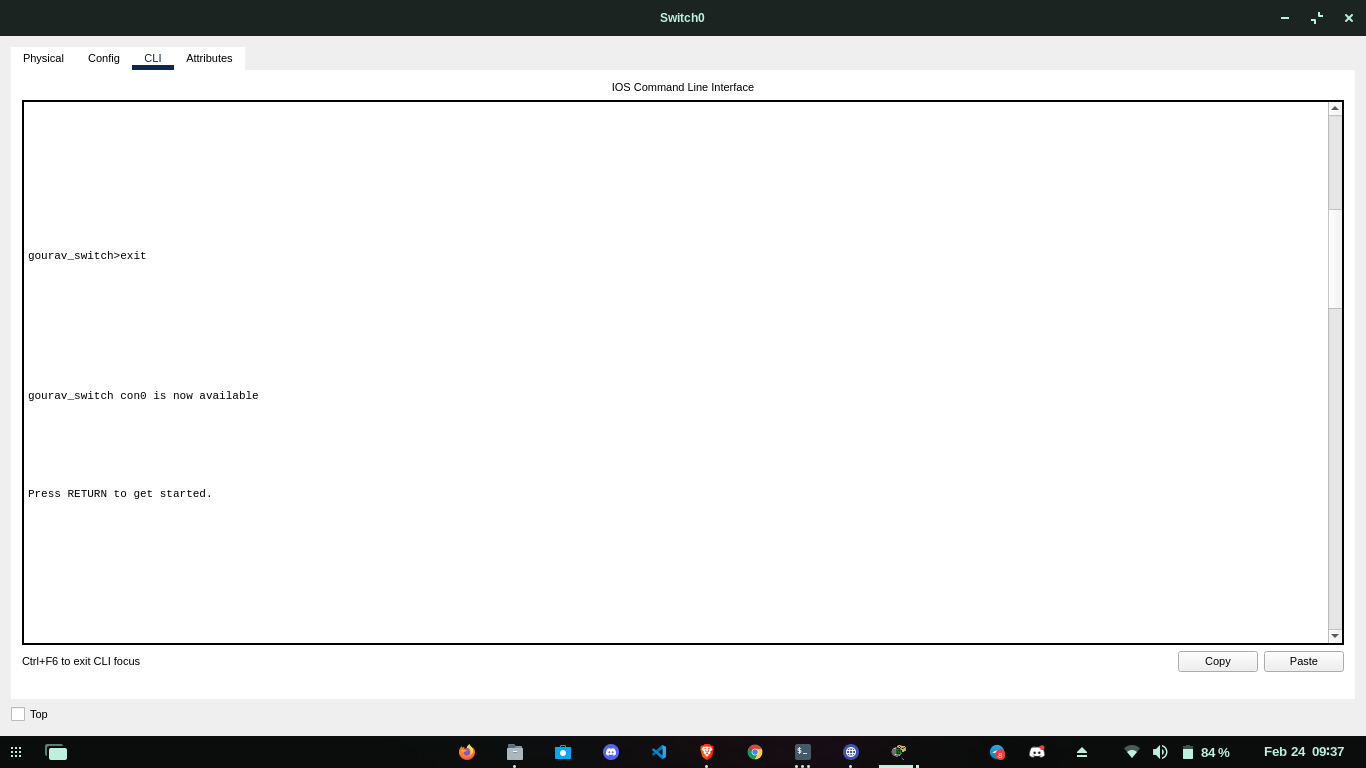 Switch0
Physical Config CLI Attributes
IOS Command Line Interface
gourav_switch>exit
gourav_switch con0 is now available
Press RETURN to get started.
Ctrl+F6 to exit CLI focus
Copy Paste
Top
8
84 %
Feb 24 09:37